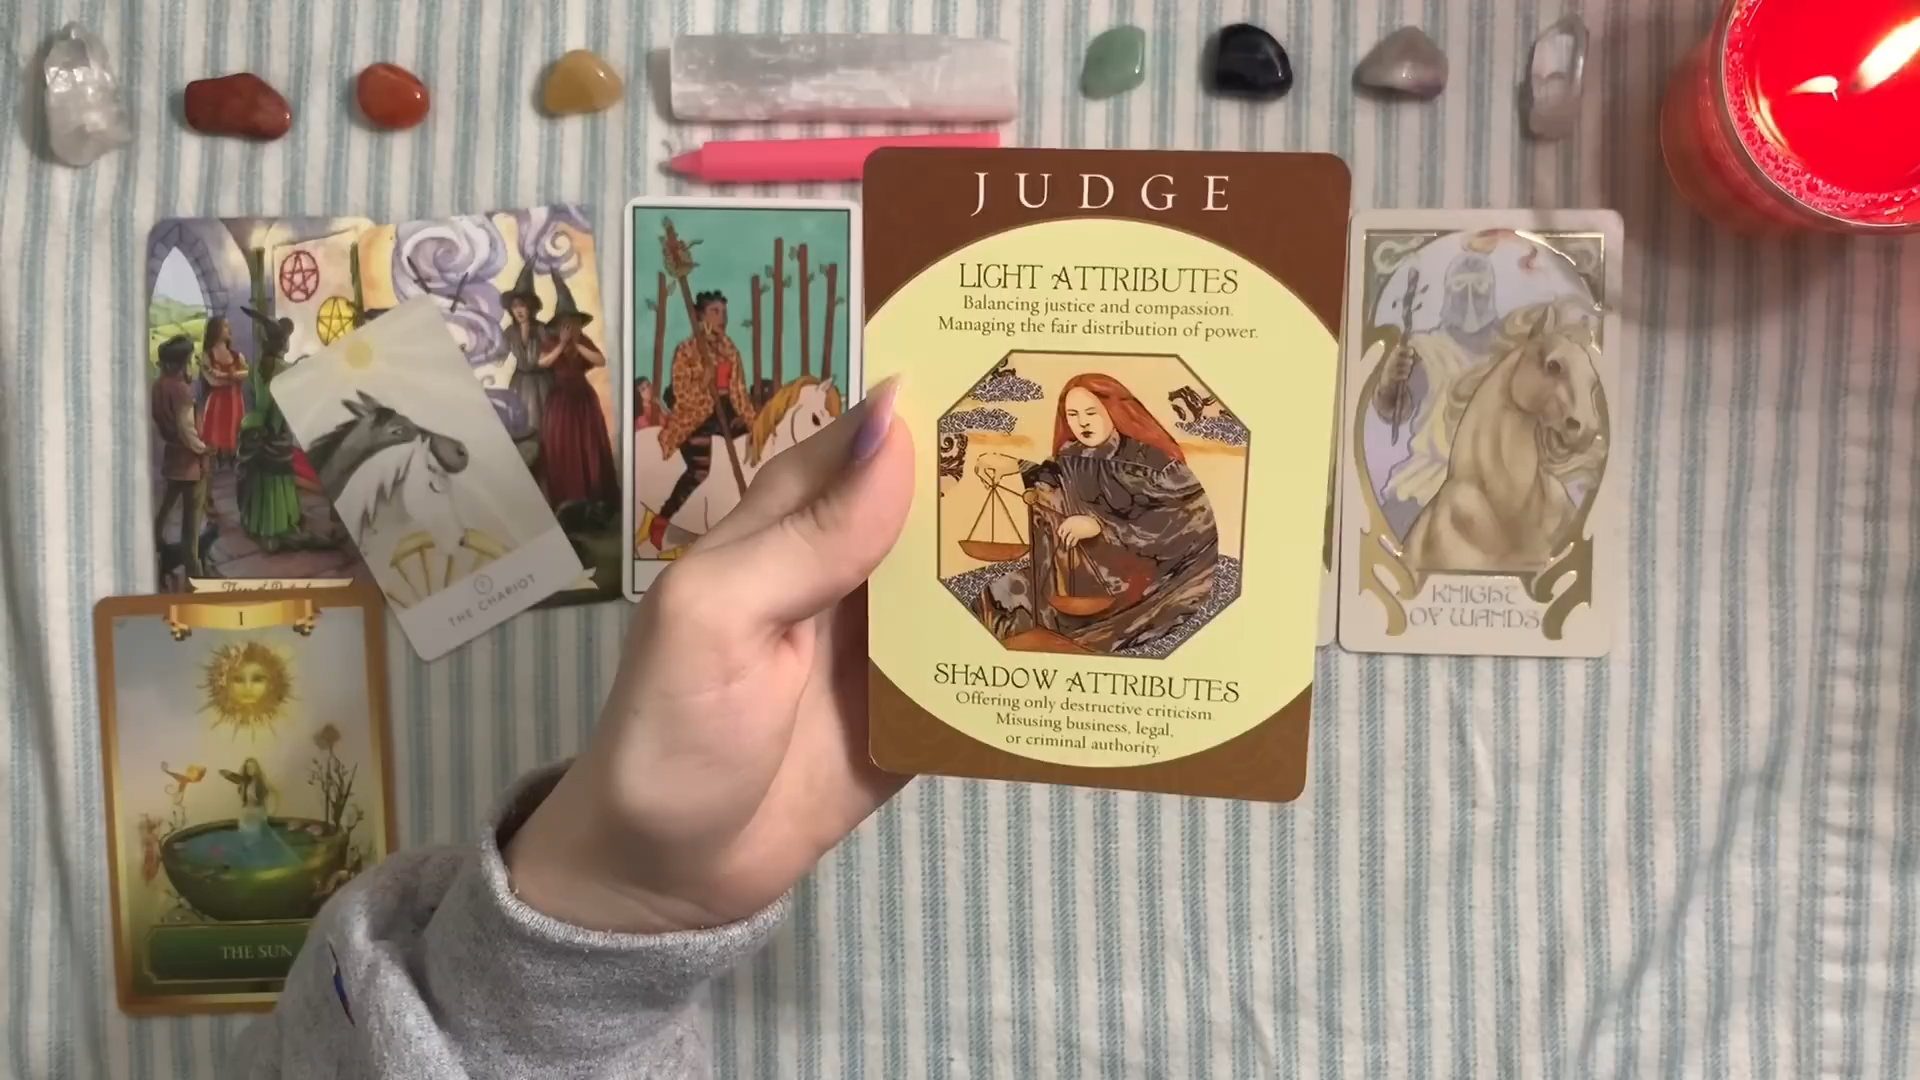 JUDGE
LIGHT ATTRIBUTES
Balancing justice and compassion.
Managing the fair distribution of power.
SHADOW ATTRIBUTES
Offering only destructive criticism.
Misusing business, legal,
or criminal authority.
KNIGHT
OF WANDS
THE CHARIOT
I
THE SUN